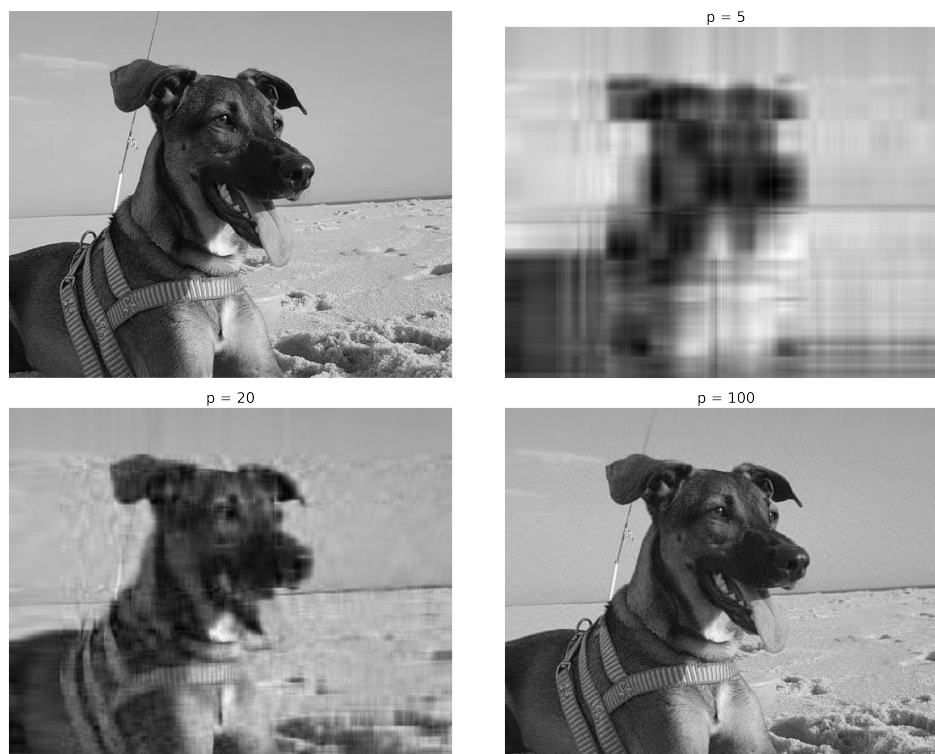 p = 5
p = 20
p = 100